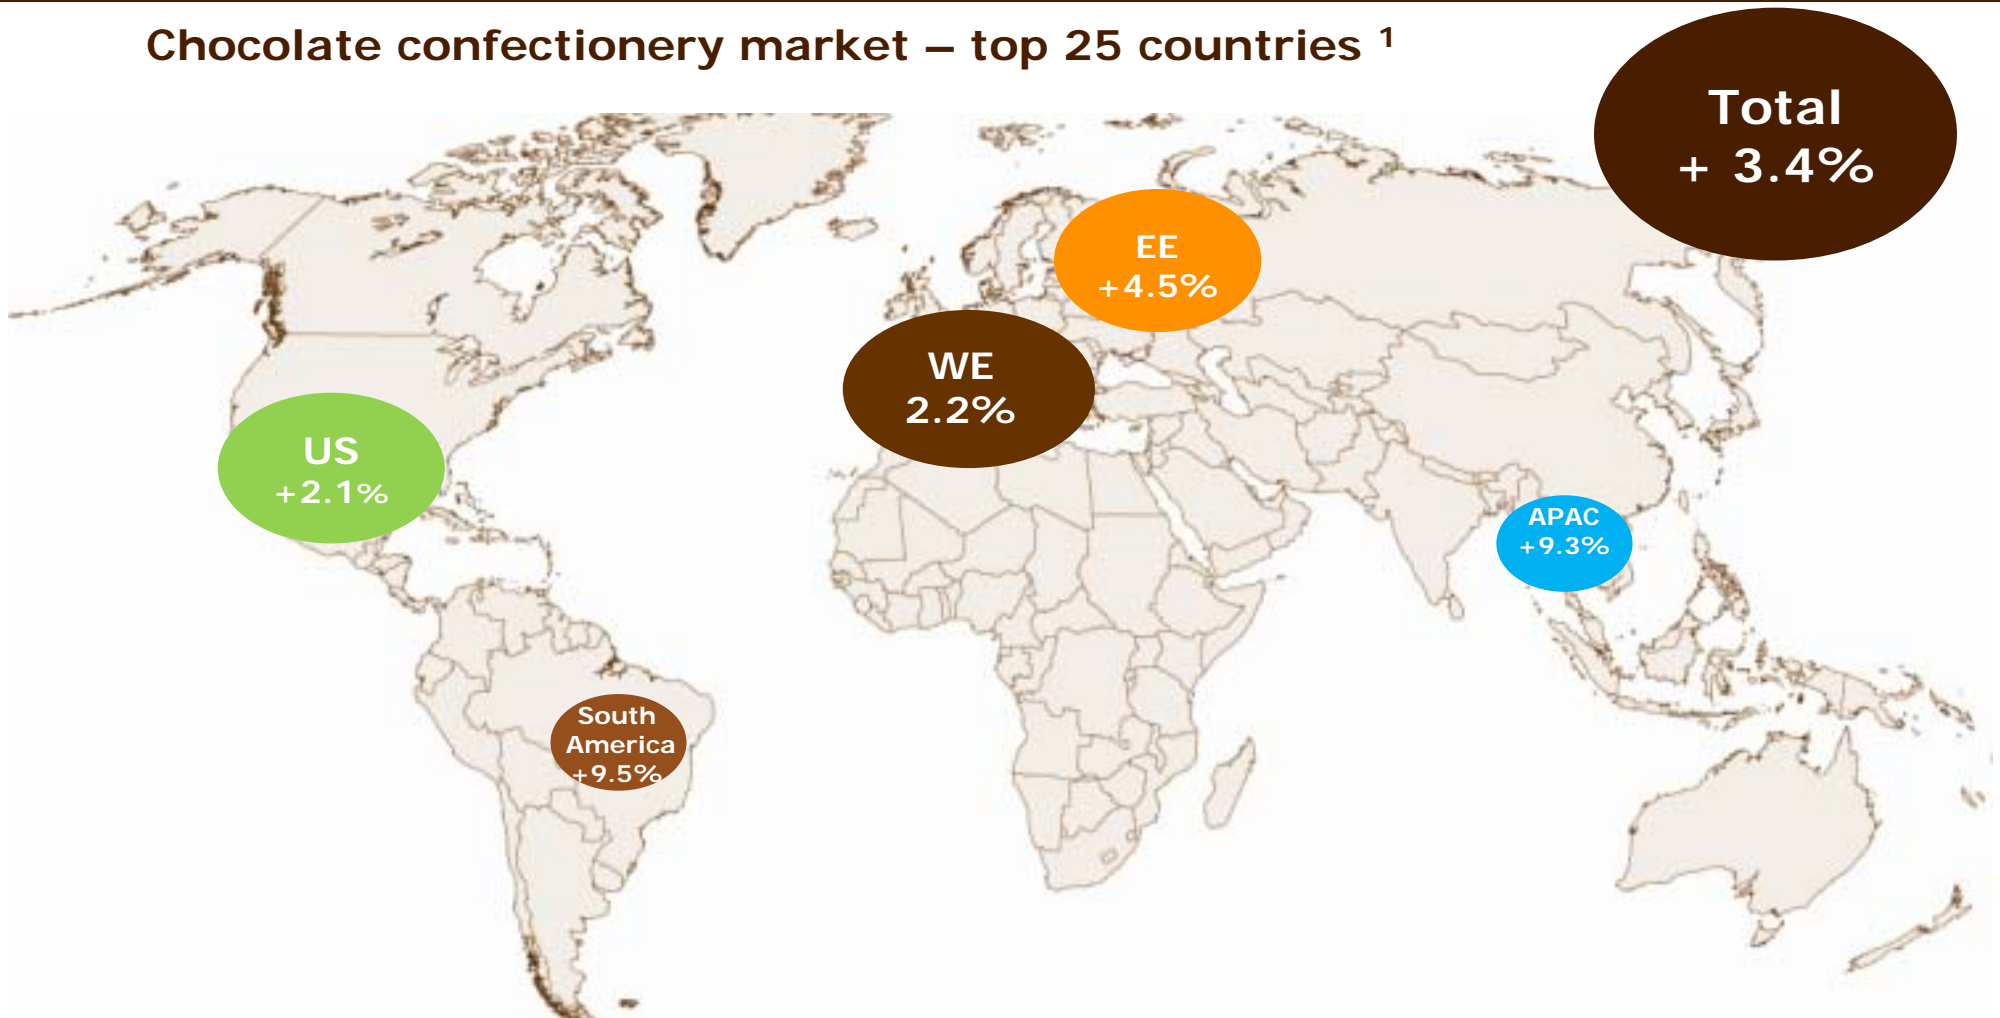 Chocolate confectionery market – top 25 countries ¹
Total
+ 3.4%
EE
+4.5%
WE
2.2%
US
+2.1%
APAC
+9.3%
South
America
+9.5%